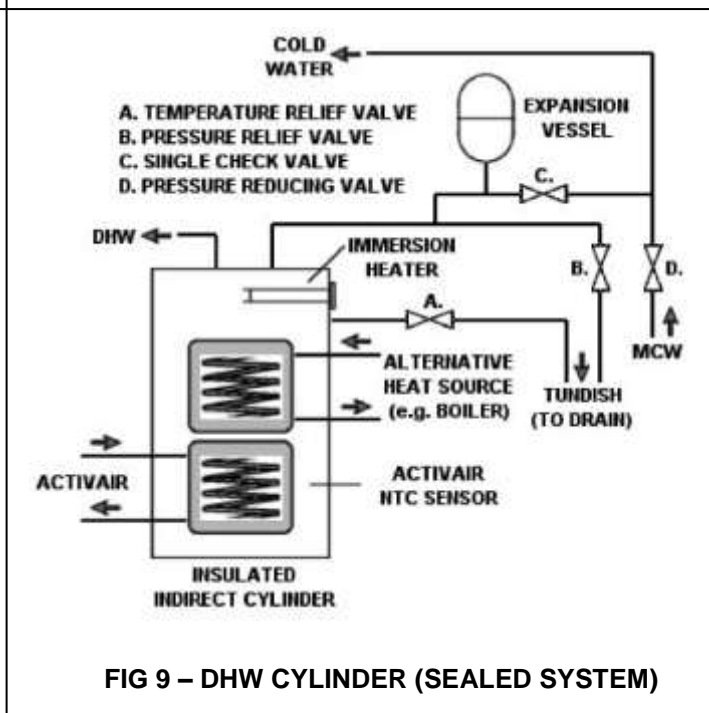 COLD
WATER
A. TEMPERATURE RELIEF VALVE
B. PRESSURE RELIEF VALVE
C. SINGLE CHECK VALVE
D. PRESSURE REDUCING VALVE
EXPANSION
VESSEL
C.
DHW
IMMERSION
HEATER
B.
D.
A.
MCW
ALTERNATIVE
HEAT SOURCE
(e.g. BOILER)
TUNDISH
(TO DRAIN)
ACTIVAIR
ACTIVAIR
NTC SENSOR
INSULATED
INDIRECT CYLINDER
FIG 9 – DHW CYLINDER (SEALED SYSTEM)